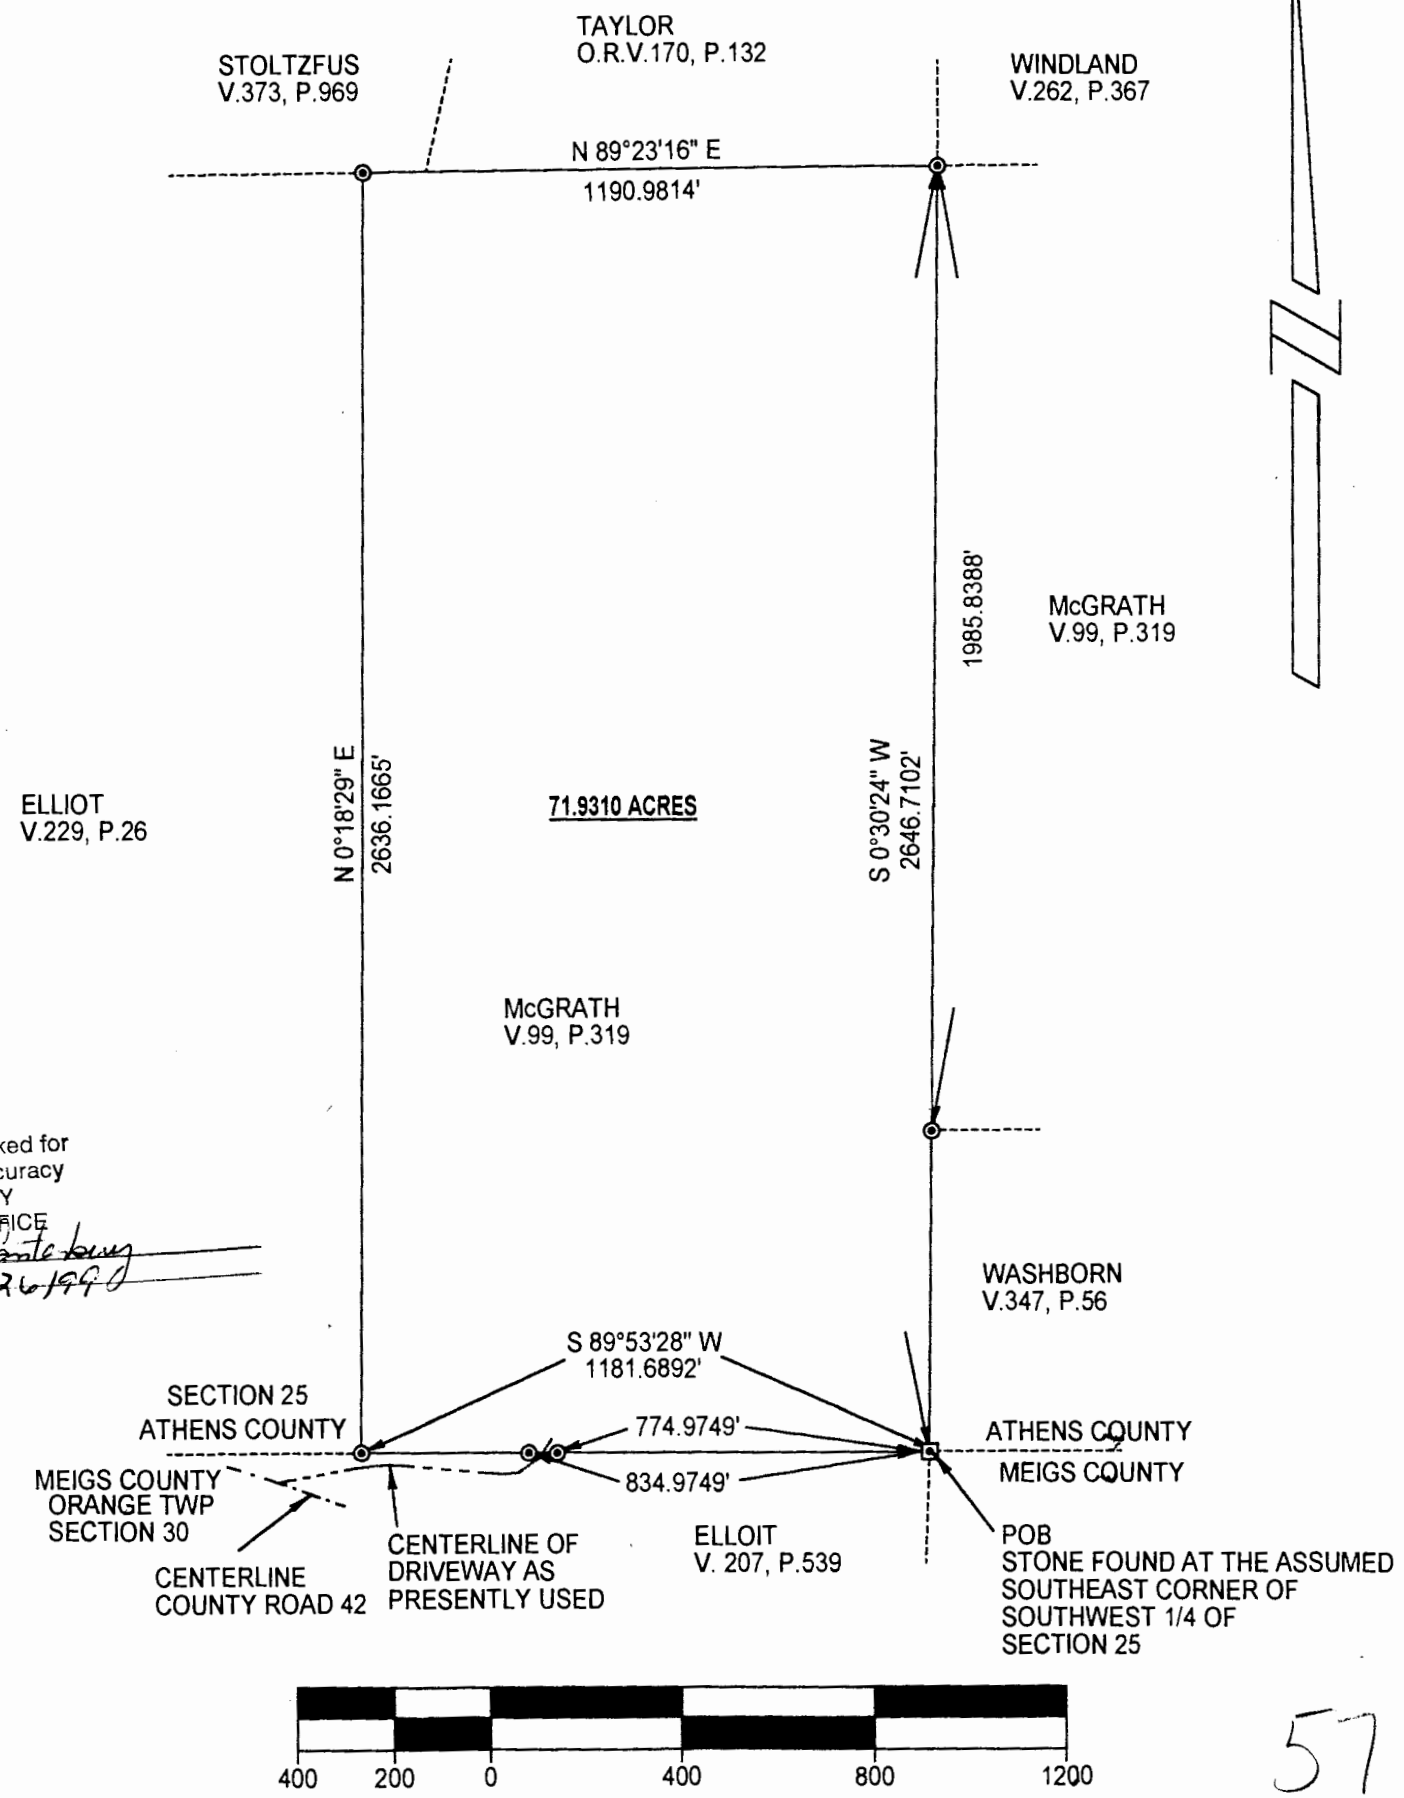 TAYLOR
O.R.V.170, P.132
STOLTZFUS
V.373, P.969
WINDLAND
V.262, P.367
N 89°23'16" E
1190.9814'
N
1985.8388'
McGRATH
V.99, P.319
N 0°18'29" E
2636.1665'
S 0°30'24" W
2646.7102'
ELLIOT
V.229, P.26
71.9310 ACRES
McGRATH
V.99, P.319
ked for
curacy
Y
FICE
WASHBORN
V.347, P.56
S 89°53'28" W
1181.6892'
SECTION 25
ATHENS COUNTY
774.9749'
ATHENS COUNTY
MEIGS COUNTY
ORANGE TWP
SECTION 30
834.9749'
MEIGS COUNTY
CENTERLINE
COUNTY ROAD 42
CENTERLINE OF
DRIVEWAY AS
PRESENTLY USED
ELLOIT
V. 207, P.539
POB
STONE FOUND AT THE ASSUMED
SOUTHEAST CORNER OF
SOUTHWEST 1/4 OF
SECTION 25
400 200 0 400 800 1200
57